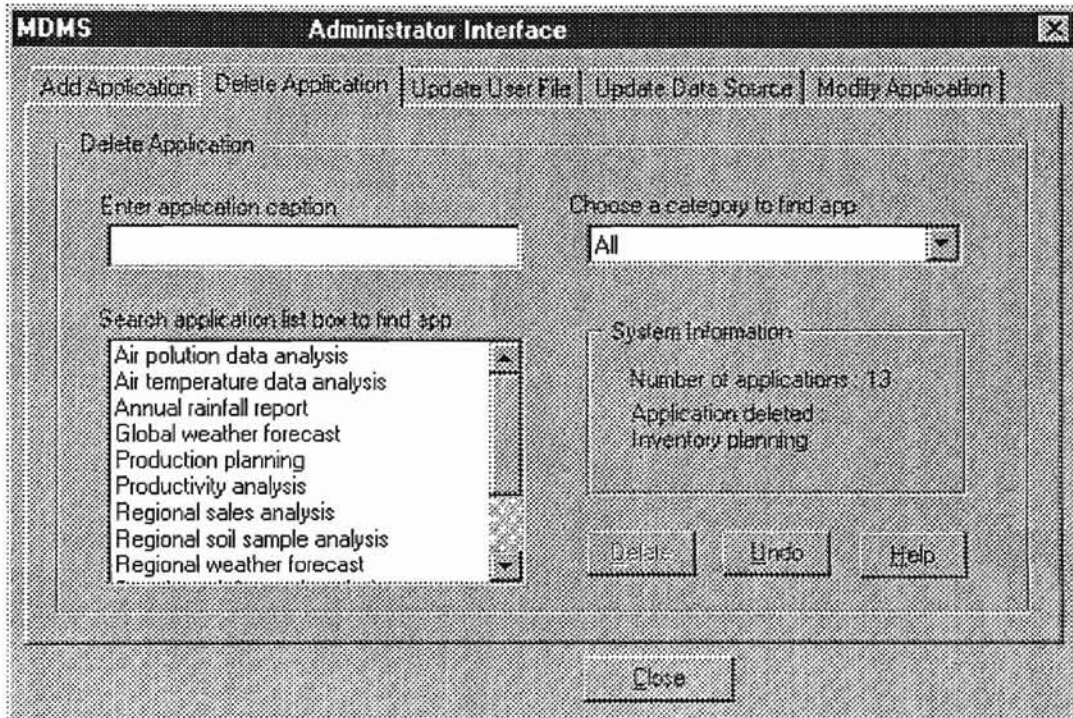 MDMS Administrator Interface
Add Application Delete Application Update User File Update Data Source Modify Application
Delete Application
Enter application caption
Choose a category to find app
All
Search application list box to find app
Air polution data analysis
Air temperature data analysis
Annual rainfall report
Global weather forecast
Production planning
Productivity analysis
Regional sales analysis
Regional soil sample analysis
Regional weather forecast
System Information
Number of applications : 13
Application deleted :
Inventory planning
Delete Undo Help
Close